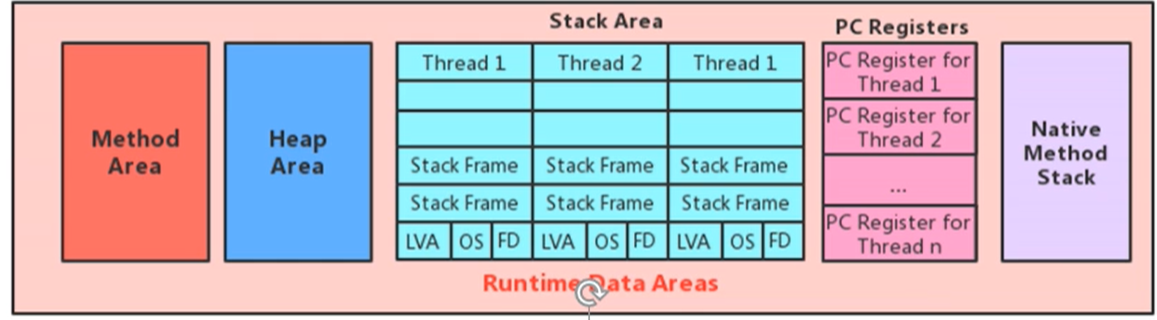 Stack Area
PC Registers
Method
Area
Heap
Area
Thread 1
Thread 2
Thread 1
Stack Frame
Stack Frame
Stack Frame
Stack Frame
Stack Frame
Stack Frame
LVA
OS
FD
LVA
OS
FD
LVA
OS
FD
PC Register for
Thread 1
PC Register for
Thread 2
...
PC Register for
Thread n
Native
Method
Stack
Runtime Data Areas